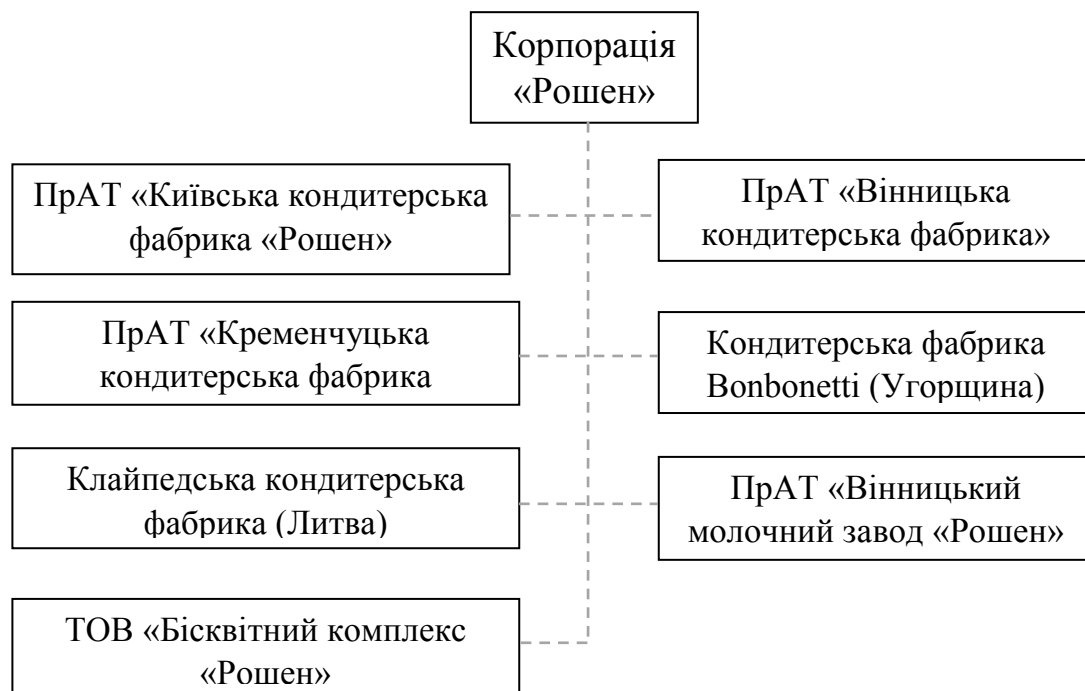 Корпорація
«Рошен»
ПрАТ «Київська кондитерська
фабрика «Рошен»
ПрАТ «Вінницька
кондитерська фабрика»
ПрАТ «Кременчуцька
кондитерська фабрика
Кондитерська фабрика
Bonbonetti (Угорщина)
Клайпедська кондитерська
фабрика (Литва)
ПрАТ «Вінницький
молочний завод «Рошен»
ТОВ «Бісквітний комплекс
«Рошен»